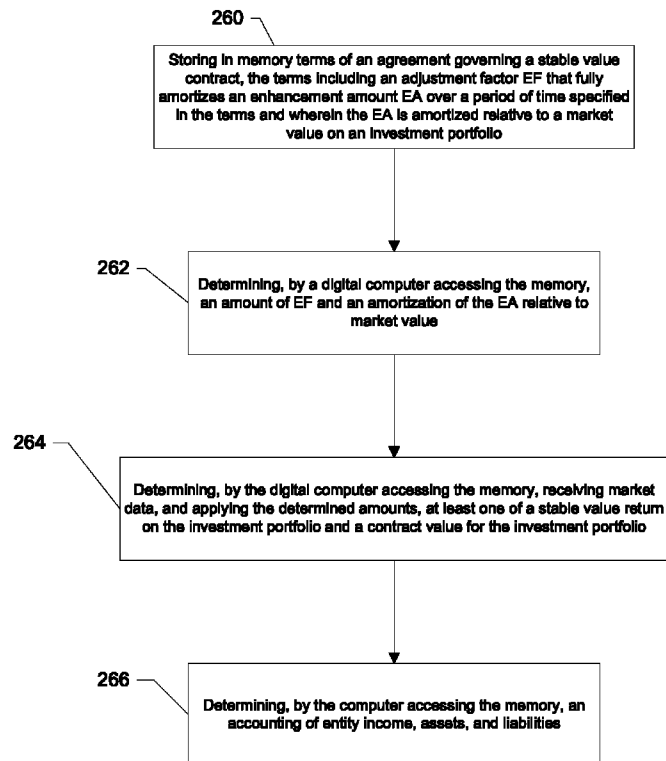 260
Storing in memory terms of an agreement governing a stable value
contract, the terms including an adjustment factor EF that fully
amortizes an enhancement amount EA over a period of time specified
in the terms and wherein the EA is amortized relative to a market
value on an investment portfolio
262
Determining, by a digital computer accessing the memory,
an amount of EF and an amortization of the EA relative to
market value
264
Determining, by the digital computer accessing the memory, receiving market
data, and applying the determined amounts, at least one of a stable value return
on the investment portfolio and a contract value for the investment portfolio
266
Determining, by the computer accessing the memory, an
accounting of entity income, assets, and liabilities